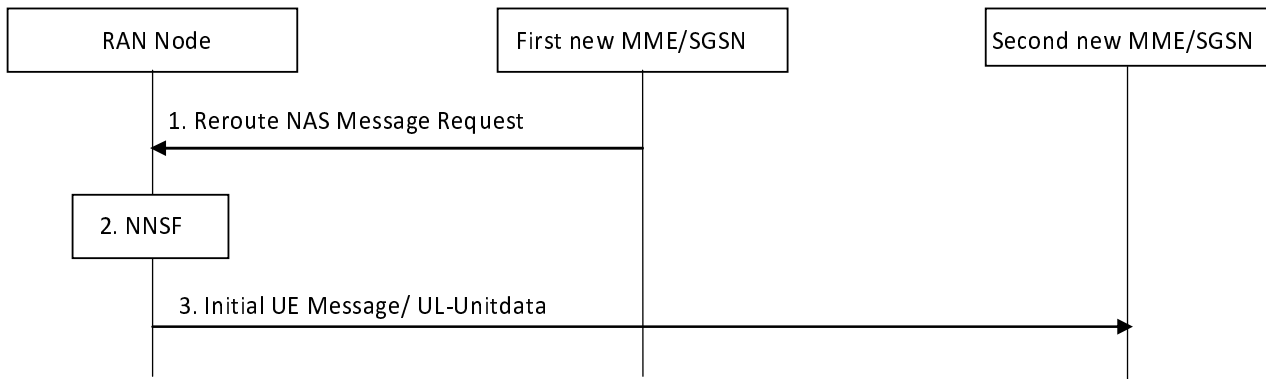 RAN Node
First new MME/SGSN
Second new MME/SGSN
1. Reroute NAS Message Request
2. NNSF
3. Initial UE Message/ UL-Unitdata